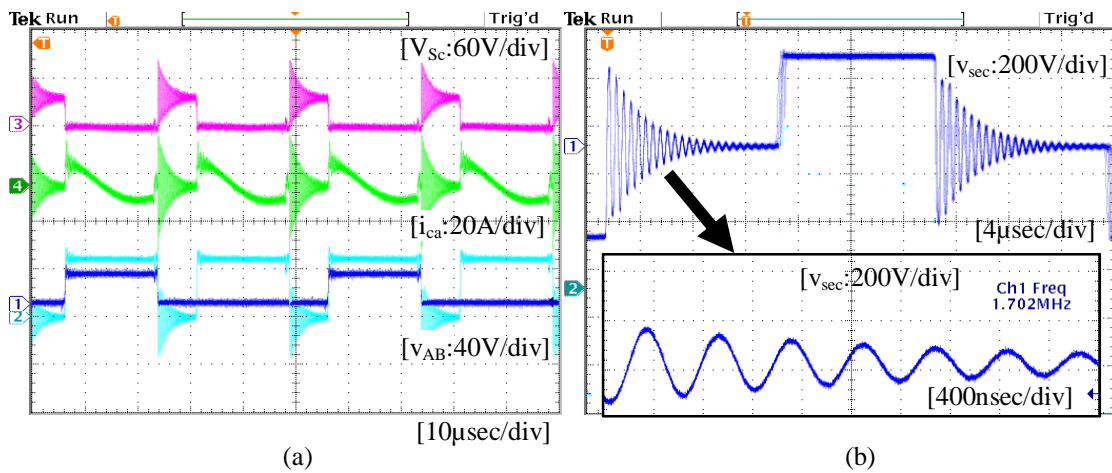 Tek Run
T
Trig'd
T
[V_Sc:60V/div]
3
4
[i_ca:20A/div]
1
2
[v_AB:40V/div]
[10µsec/div]
(a)
Tek Run
T
Trig'd
T
[v_sec:200V/div]
1
[4µsec/div]
2
[v_sec:200V/div]
Ch1 Freq
1.702MHz
[400nsec/div]
(b)